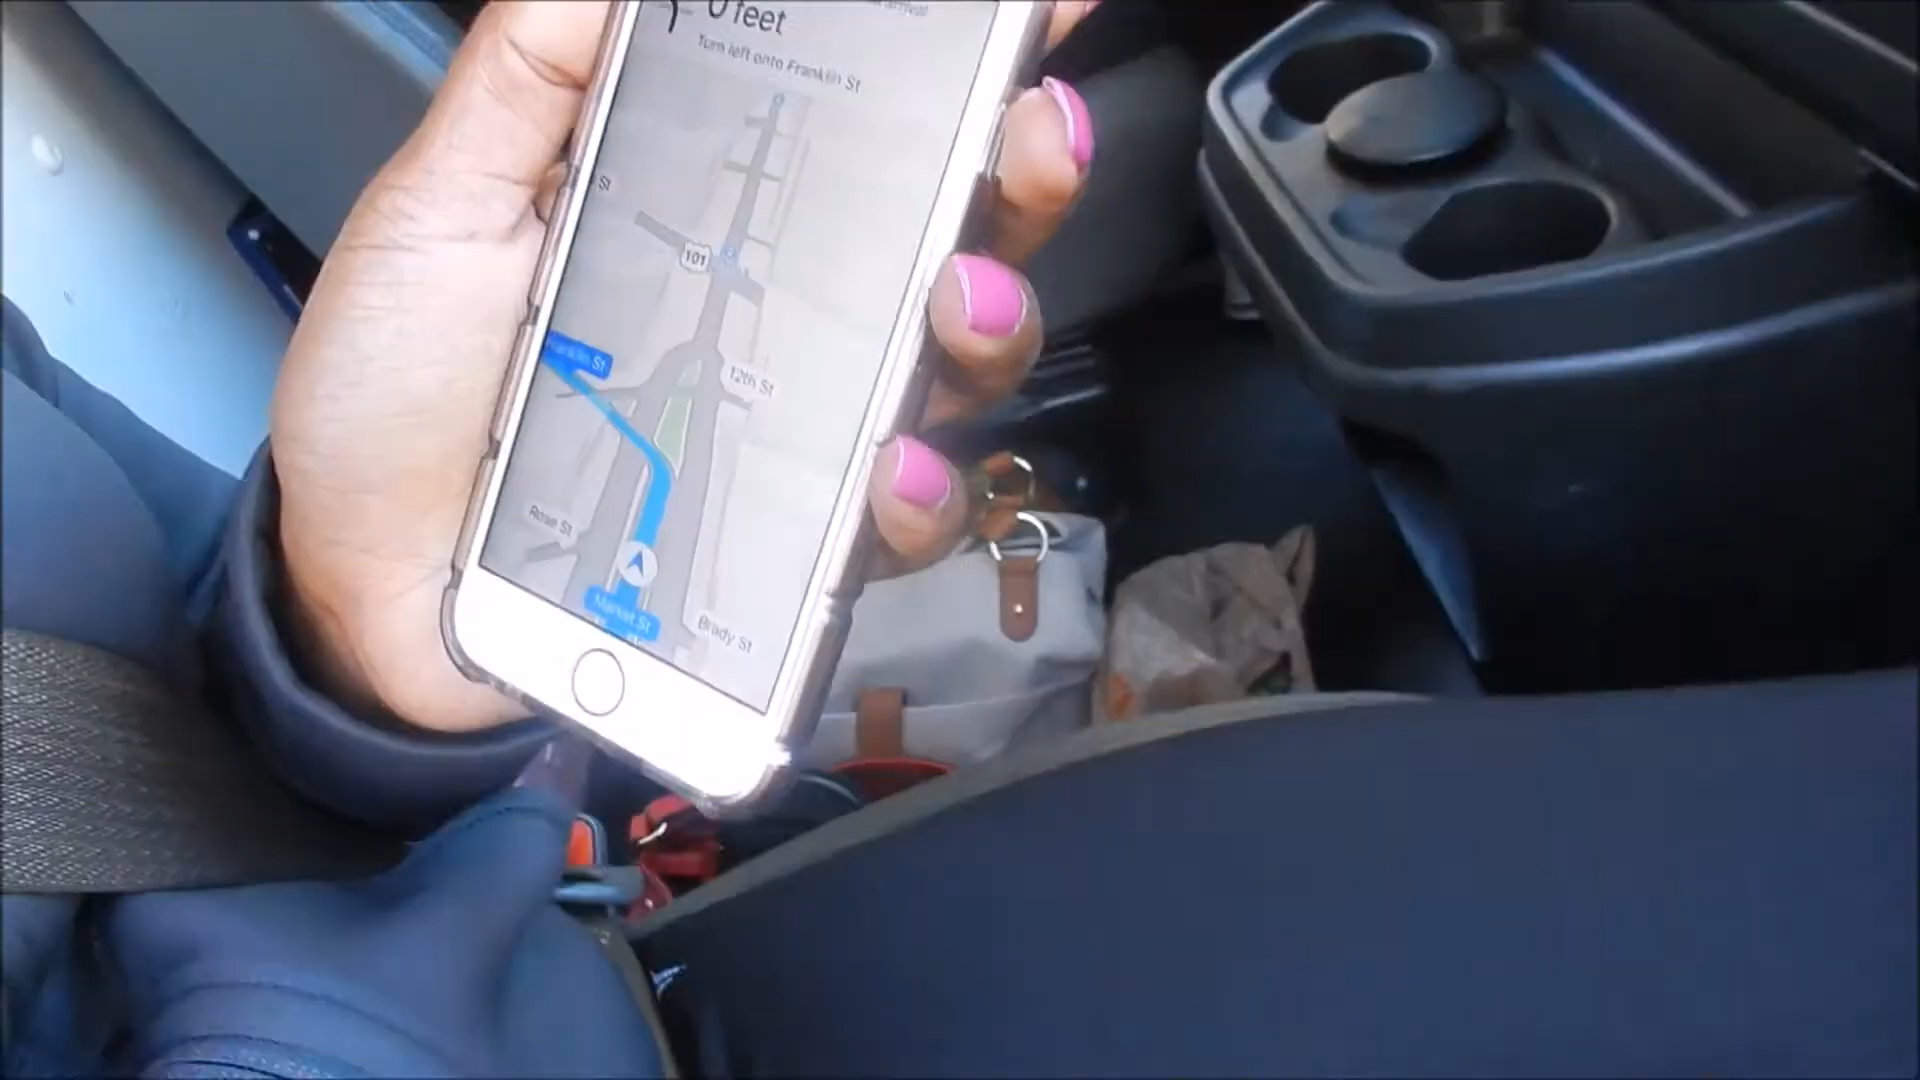 0 feet
Turn left onto Franklin St
St
101
Franklin St
12th St
Rose St
Market St
Brady St